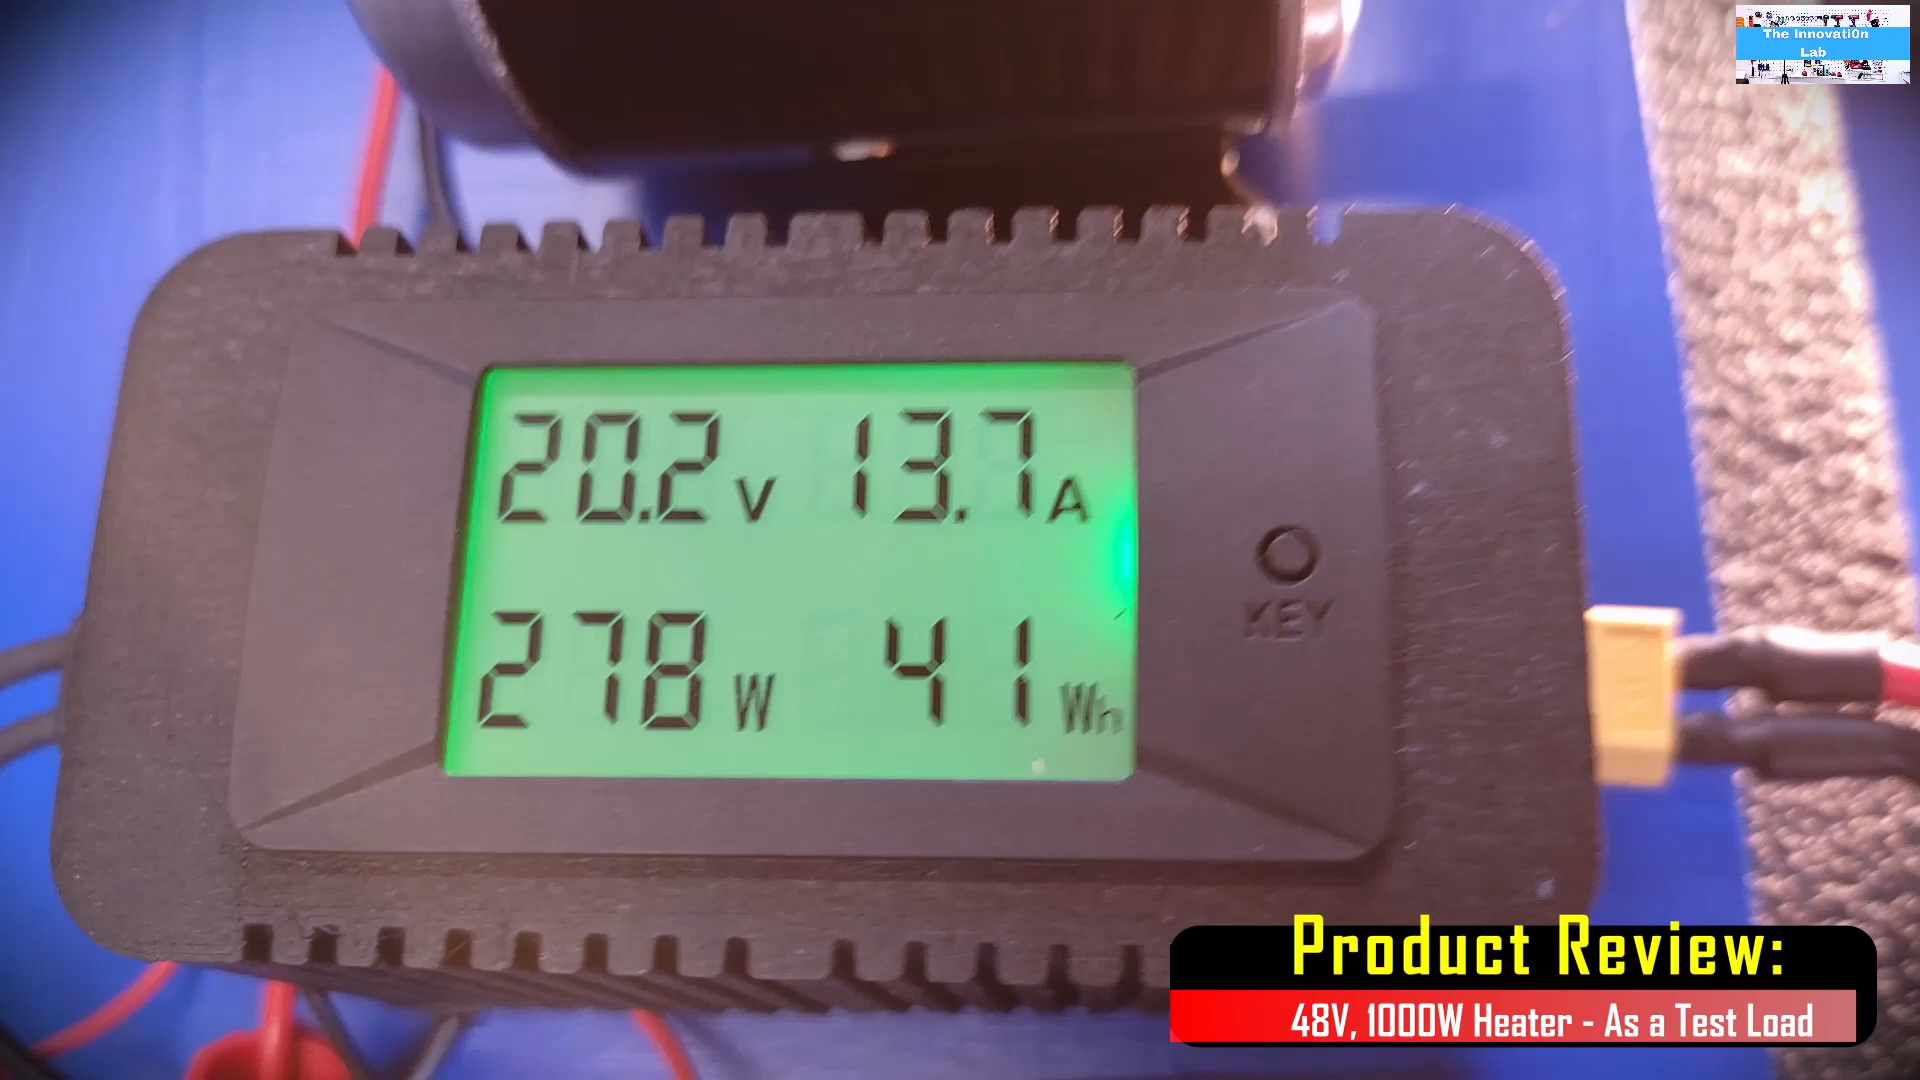 The Innovati0n
Lab
20.2 V 13.7 A
KEY
278 W 41 Wh
Product Review:
48V, 1000W Heater - As a Test Load